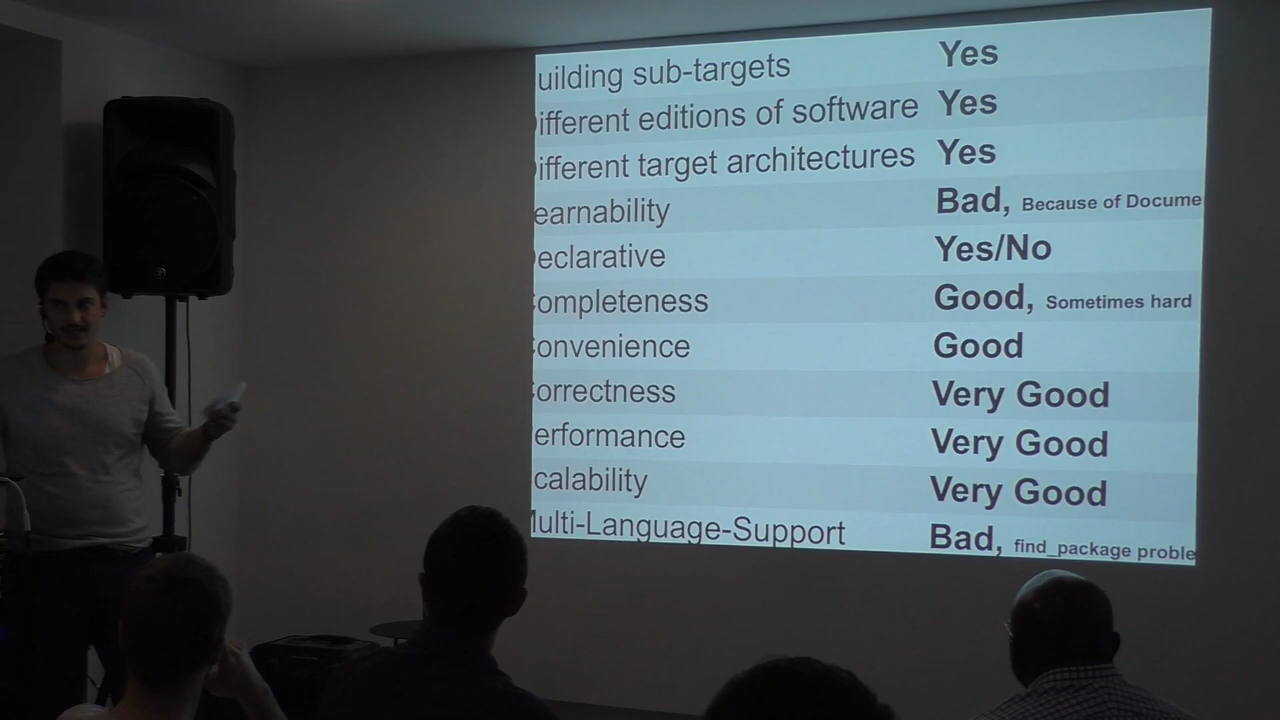 uilding sub-targets Yes
ifferent editions of software Yes
ifferent target architectures Yes
earnability Bad, Because of Docume
eclarative Yes/No
ompleteness Good, Sometimes hard
onvenience Good
orrectness Very Good
erformance Very Good
calability Very Good
ulti-Language-Support Bad, find_package proble